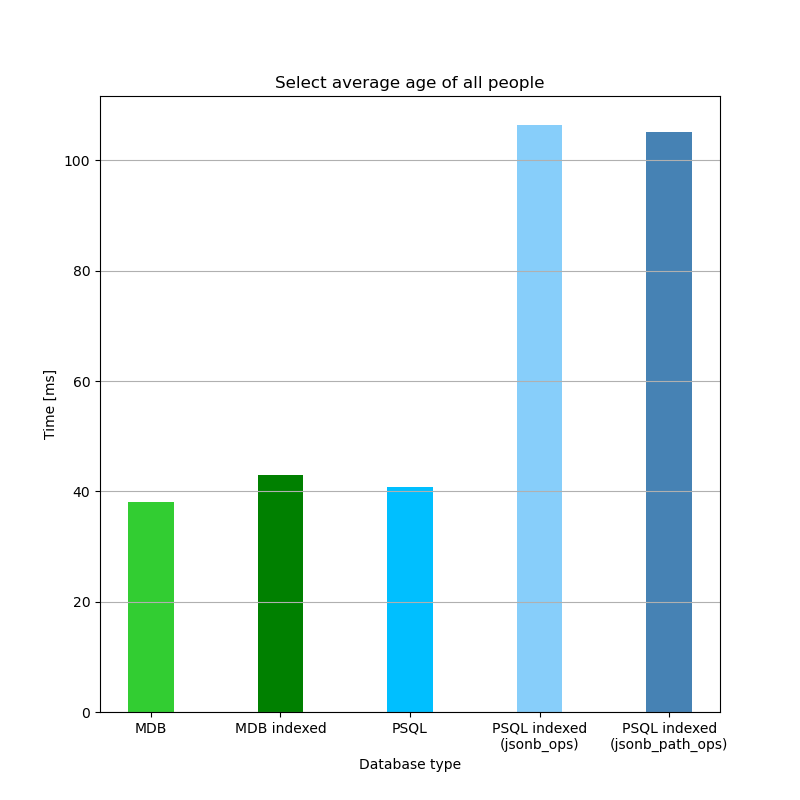 Select average age of all people
Time [ms]
100
80
60
40
20
0
MDB
MDB indexed
PSQL
PSQL indexed
(jsonb_ops)
PSQL indexed
(jsonb_path_ops)
Database type